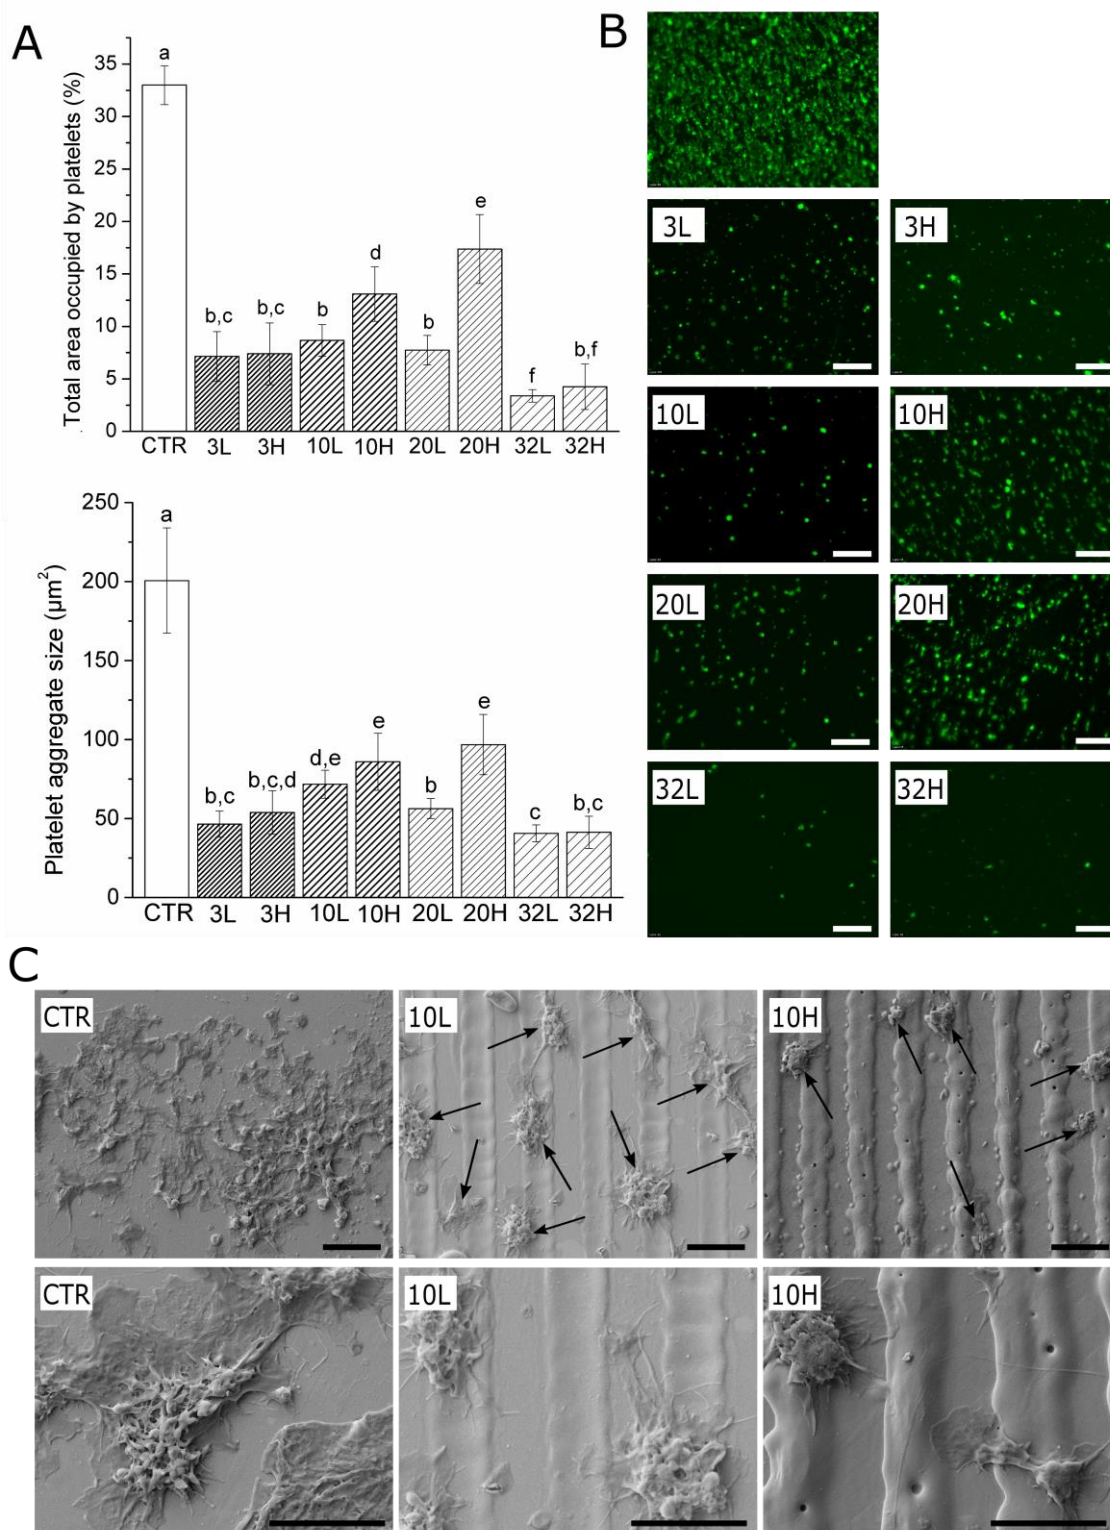 A
Total area occupied by platelets (%)
35
30
25
20
15
10
5
0
a
b,c
b,c
b
d
b
e
f
b,f
CTR 3L 3H 10L 10H 20L 20H 32L 32H
Platelet aggregate size (µm²)
250
200
150
100
50
0
a
b,c
b,c,d
d,e
e
b
e
c
b,c
CTR 3L 3H 10L 10H 20L 20H 32L 32H
B
3L 3H
10L 10H
20L 20H
32L 32H
C
CTR 10L 10H
CTR 10L 10H